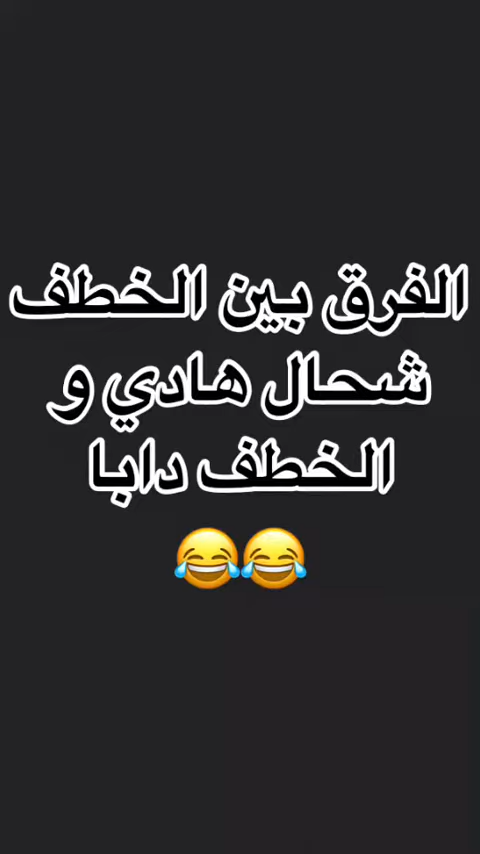 الفرق بين الخطف
شحال هادي و
الخطف دابا
😂😂